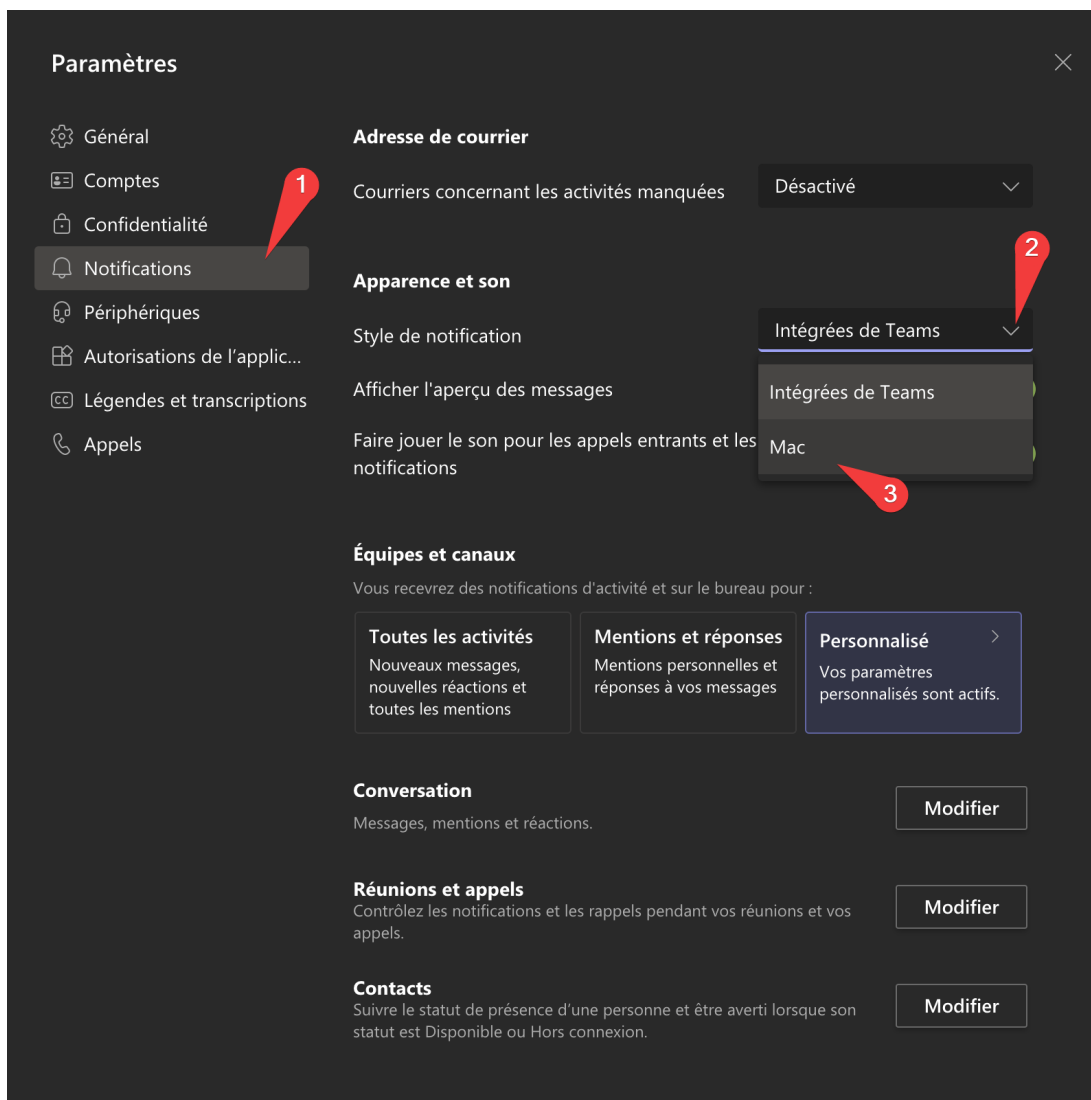 Paramètres
Général
Comptes
Confidentialité
Notifications
Périphériques
Autorisations de l’applic...
CC Légendes et transcriptions
Appels
1
Adresse de courrier
Courriers concernant les activités manquées
Désactivé
2
Apparence et son
Style de notification
Intégrées de Teams
Intégrées de Teams
Mac
3
Afficher l'aperçu des messages
Faire jouer le son pour les appels entrants et les
notifications
Équipes et canaux
Vous recevrez des notifications d'activité et sur le bureau pour :
Toutes les activités
Nouveaux messages,
nouvelles réactions et
toutes les mentions
Mentions et réponses
Mentions personnelles et
réponses à vos messages
Personnalisé
Vos paramètres
personnalisés sont actifs.
Conversation
Messages, mentions et réactions.
Modifier
Réunions et appels
Contrôlez les notifications et les rappels pendant vos réunions et vos
appels.
Modifier
Contacts
Suivre le statut de présence d’une personne et être averti lorsque son
statut est Disponible ou Hors connexion.
Modifier